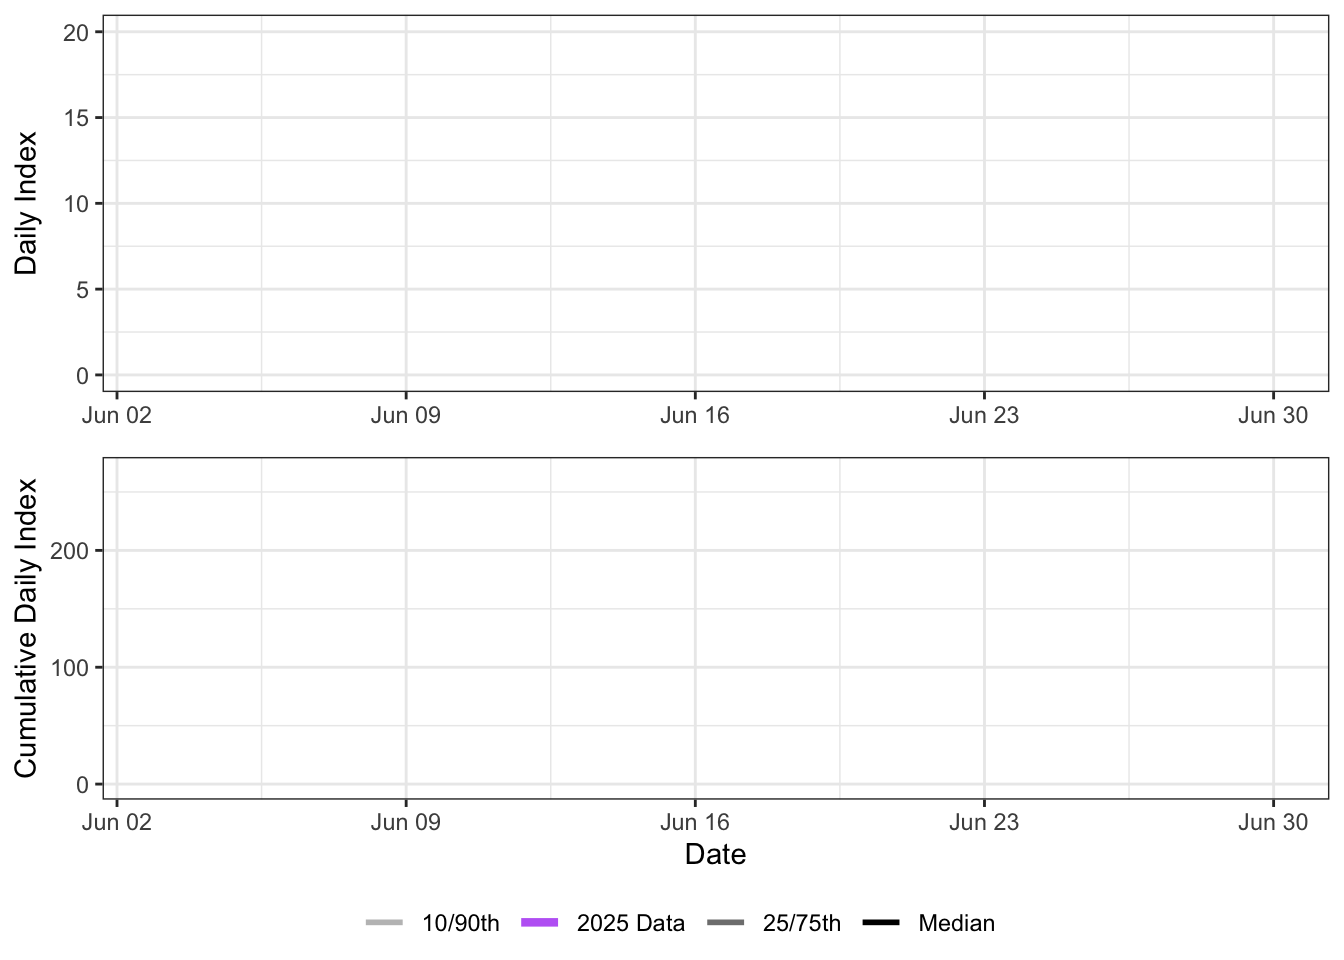 Daily Index
20
15
10
5
0
Jun 02 Jun 09 Jun 16 Jun 23 Jun 30
Cumulative Daily Index
200
100
0
Jun 02 Jun 09 Jun 16 Jun 23 Jun 30
Date
10/90th 2025 Data 25/75th Median